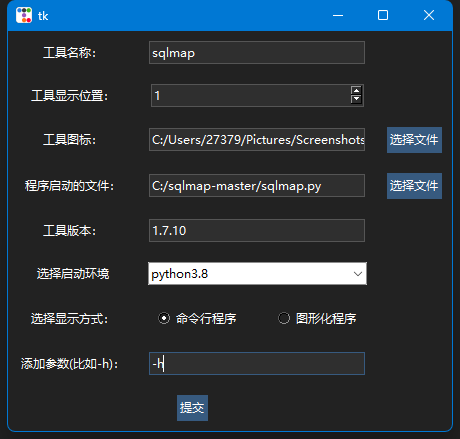 tk
工具名称： sqlmap
工具显示位置： 1
工具图标： C:/Users/27379/Pictures/Screenshots 选择文件
程序启动的文件： C:/sqlmap-master/sqlmap.py 选择文件
工具版本： 1.7.10
选择启动环境 python3.8
选择显示方式： 命令行程序 图形化程序
添加参数(比如-h)： -h
提交